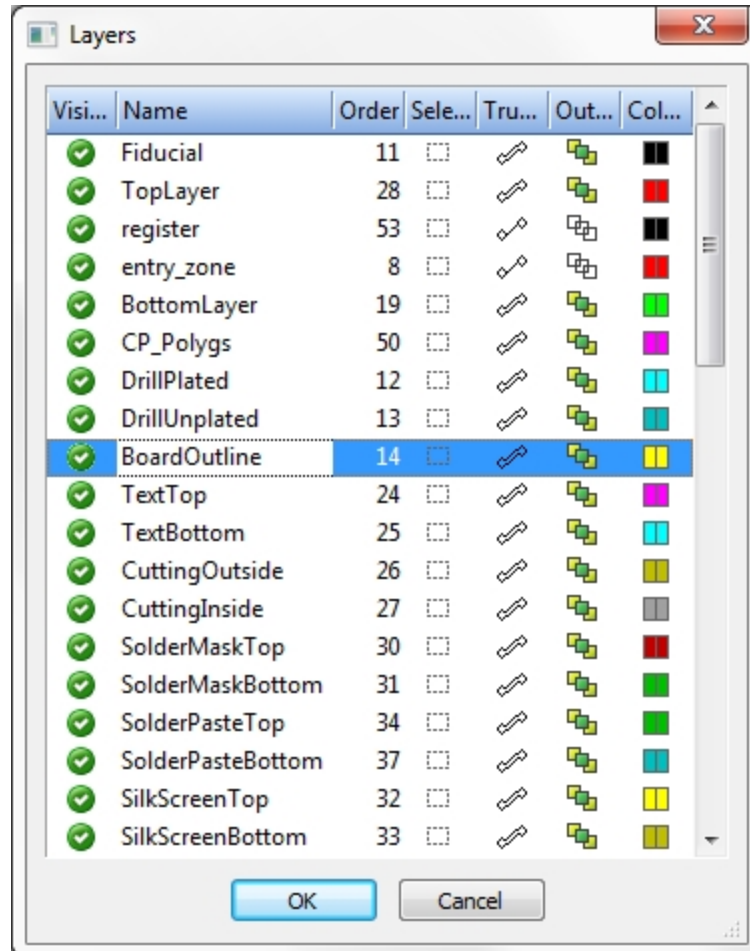 Layers
Visi... Name Order Sele... Tru... Out... Col...
Fiducial 11
TopLayer 28
register 53
entry_zone 8
BottomLayer 19
CP_Polygs 50
DrillPlated 12
DrillUnplated 13
BoardOutline 14
TextTop 24
TextBottom 25
CuttingOutside 26
CuttingInside 27
SolderMaskTop 30
SolderMaskBottom 31
SolderPasteTop 34
SolderPasteBottom 37
SilkScreenTop 32
SilkScreenBottom 33
OK Cancel